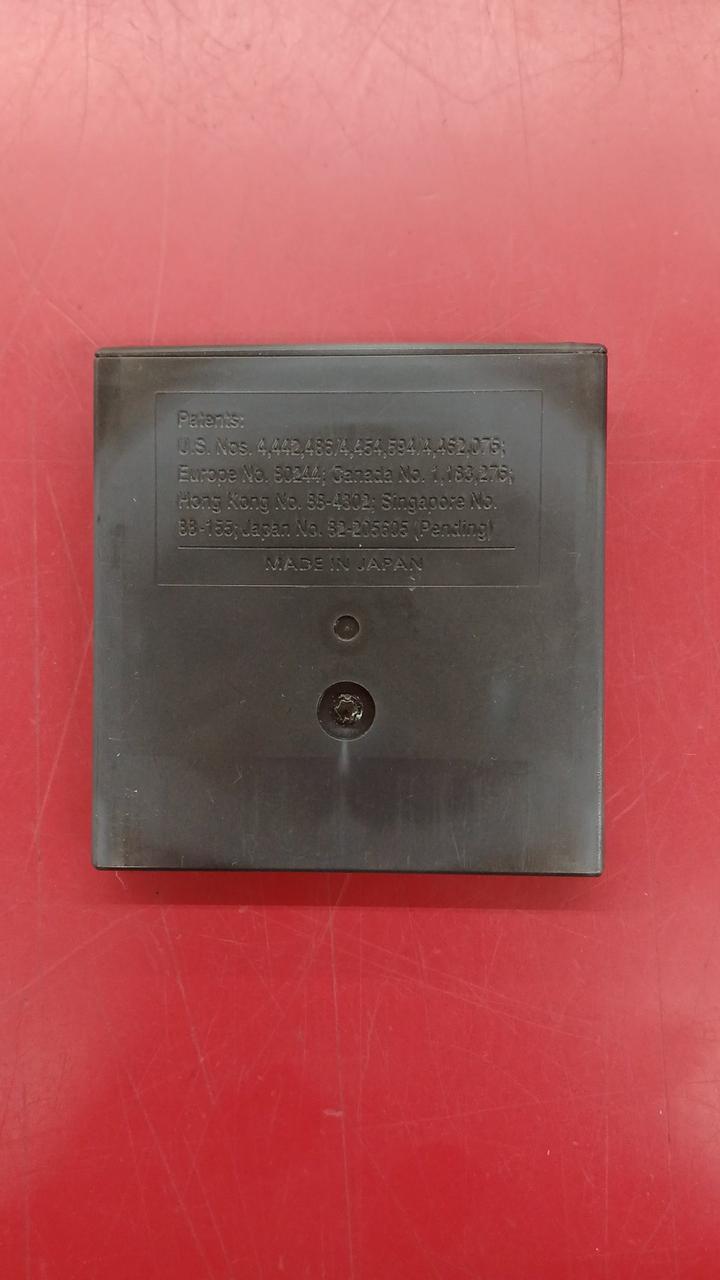 Patents:
U.S. Nos. 4,442,486/4,454,594/4,462,076;
Europe No. 80244; Canada No. 1,183,276;
Hong Kong No. 88-4302; Singapore No.
88-155; Japan No. 82-205605 (Pending)
MADE IN JAPAN